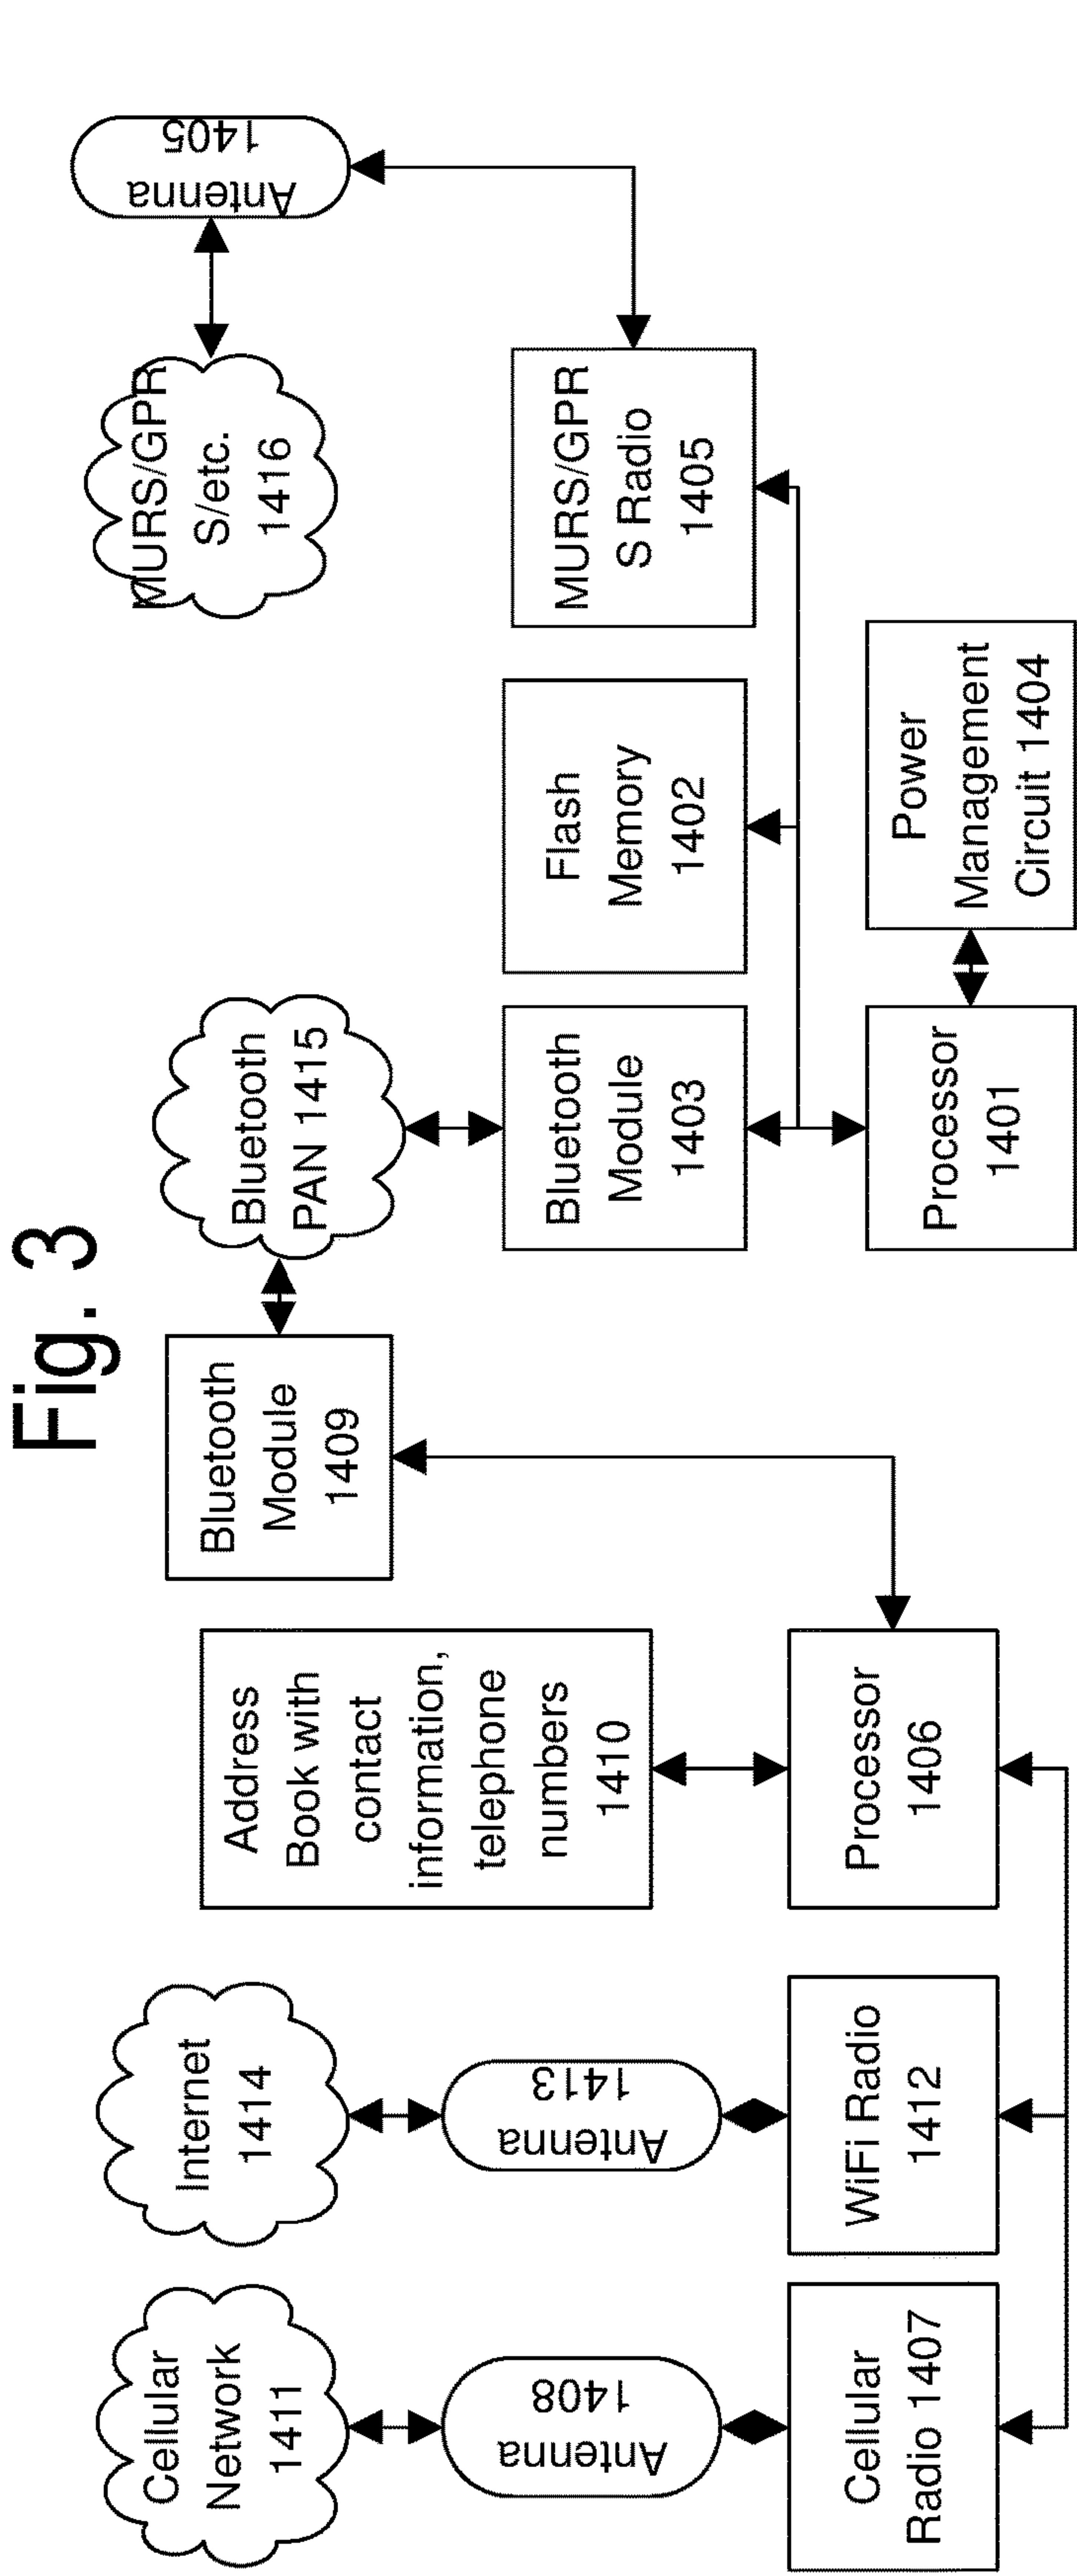 Fig. 3
Cellular
Network
1411
Internet
1414
Address
Book with
contact
information,
telephone
numbers
1410
Bluetooth
Module
1409
Bluetooth
PAN 1415
MURS/GPR
S/etc.
1416
Antenna
1405
Antenna
1408
Antenna
1413
Bluetooth
Module
1403
Flash
Memory
1402
MURS/GPR
S Radio
1405
Cellular
Radio 1407
WiFi Radio
1412
Processor
1406
Processor
1401
Power
Management
Circuit 1404